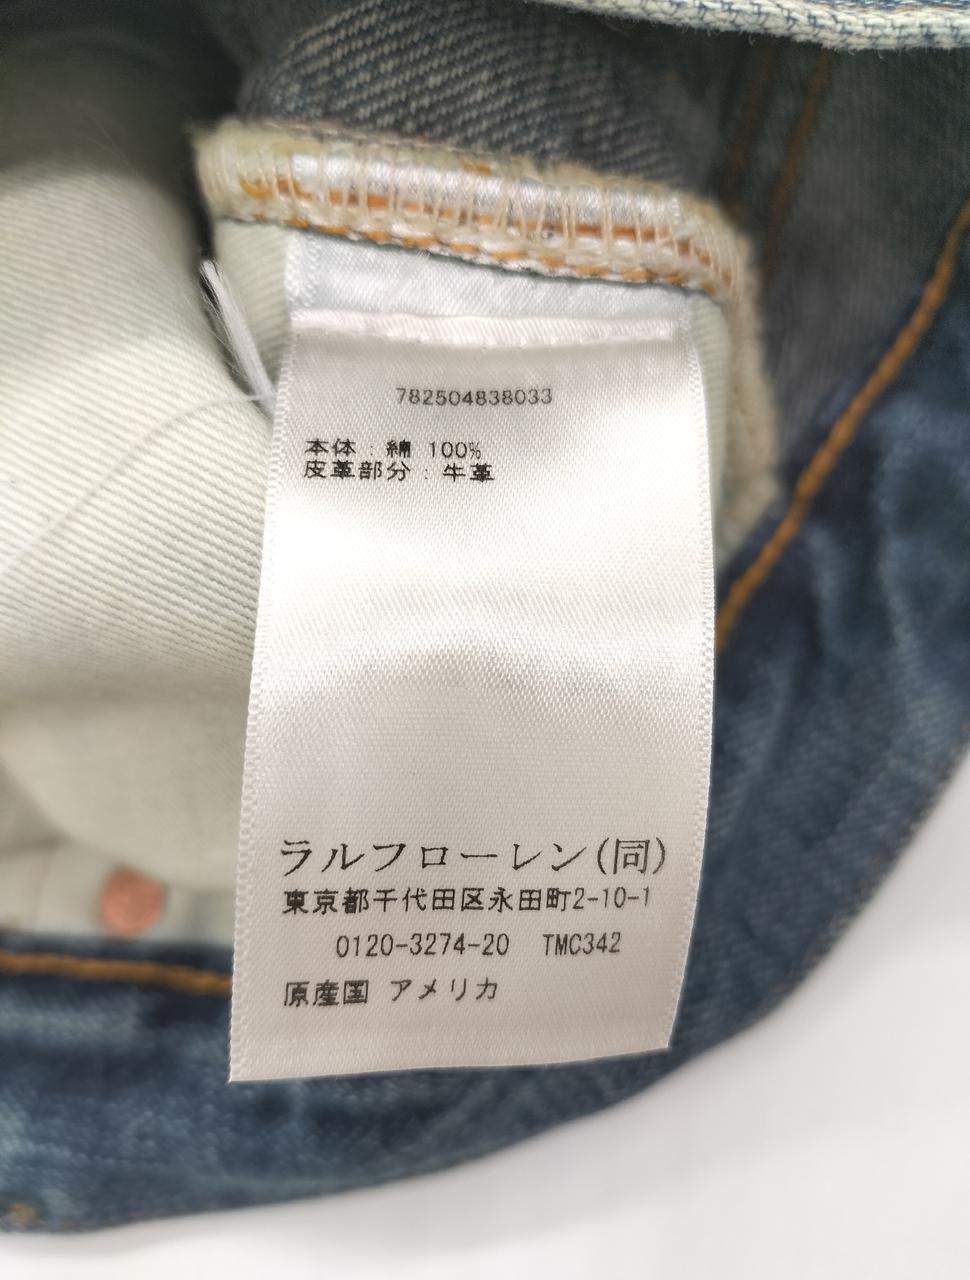 782504838033
本体：綿 100%
皮革部分：牛革
ラルフローレン(同)
東京都千代田区永田町2-10-1
0120-3274-20 TMC342
原産国 アメリカ